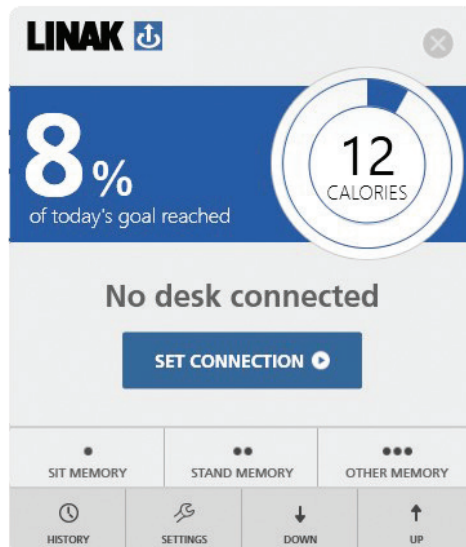 LINAK
8%
of today's goal reached
12
CALORIES
No desk connected
SET CONNECTION
SIT MEMORY
STAND MEMORY
OTHER MEMORY
HISTORY
SETTINGS
DOWN
UP